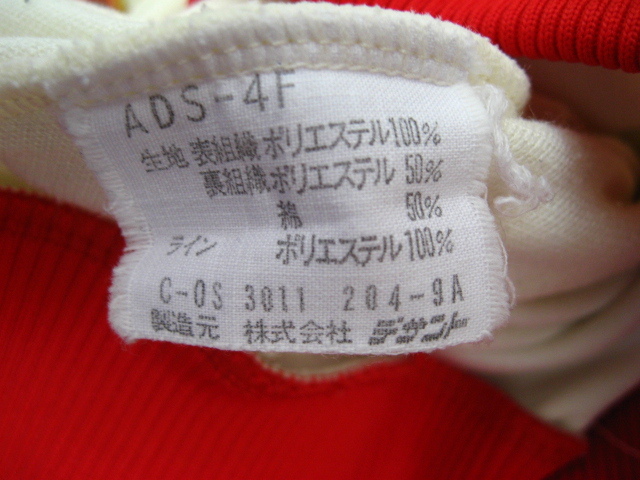 ADS-4F
生地 表組織 ポリエステル100%
裏組織 ポリエステル 50%
綿 50%
ライン ポリエステル100%
C-0S 3011 204-9A
製造元 株式会社 デサント